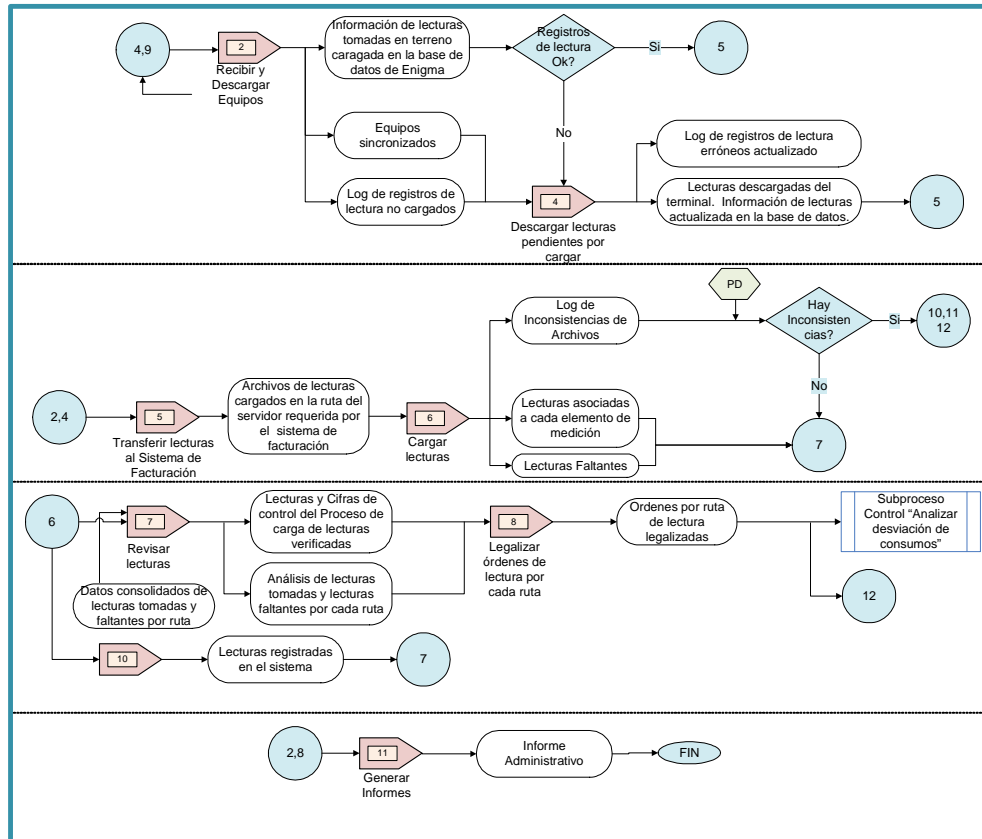 4,9
2
Recibir y
Descargar
Equipos
Información de lecturas
tomadas en terreno
caragada en la base de
datos de Enigma
Registros
de lectura
Ok?
Si
5
No
Equipos
sincronizados
Log de registros de
lectura no cargados
4
Descargar lecturas
pendientes por
cargar
Log de registros de lectura
erróneos actualizado
Lecturas descargadas del
terminal. Información de lecturas
actualizada en la base de datos.
5
PD
Log de
Inconsistencias de
Archivos
Hay
Inconsisten
cias?
Si
10,11
12
No
2,4
5
Transferir lecturas
al Sistema de
Facturación
Archivos de lecturas
cargados en la ruta del
servidor requerida por
el sistema de
facturación
6
Cargar
lecturas
Lecturas asociadas
a cada elemento de
medición
Lecturas Faltantes
7
6
7
Revisar
lecturas
Datos consolidados de
lecturas tomadas y
faltantes por ruta
Lecturas y Cifras de
control del Proceso de
carga de lecturas
verificadas
Análisis de lecturas
tomadas y lecturas
faltantes por cada ruta
8
Legalizar
órdenes de
lectura por
cada ruta
Ordenes por ruta
de lectura
legalizadas
Subproceso
Control “Analizar
desviación de
consumos”
12
10
Lecturas registradas
en el sistema
7
2,8
11
Generar
Informes
Informe
Administrativo
FIN